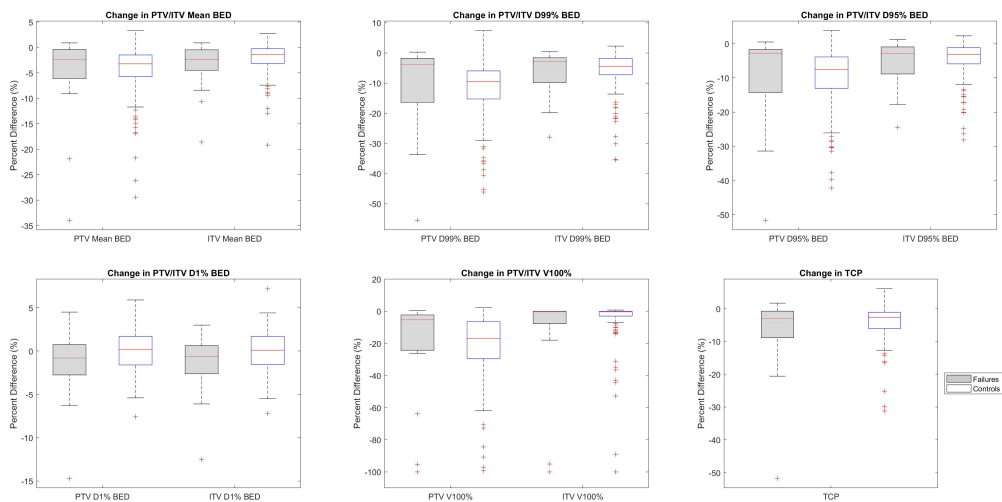 Change in PTV/ITV Mean BED
Percent Difference (%)
5
0
-5
-10
-15
-20
-25
-30
-35
PTV Mean BED
ITV Mean BED
Change in PTV/ITV D99% BED
Percent Difference (%)
10
0
-10
-20
-30
-40
-50
PTV D99% BED
ITV D99% BED
Change in PTV/ITV D95% BED
Percent Difference (%)
10
0
-10
-20
-30
-40
-50
PTV D95% BED
ITV D95% BED
Change in PTV/ITV D1% BED
Percent Difference (%)
5
0
-5
-10
-15
PTV D1% BED
ITV D1% BED
Change in PTV/ITV V100%
Percent Difference (%)
20
0
-20
-40
-60
-80
-100
PTV V100%
ITV V100%
Change in TCP
Percent Difference (%)
0
-10
-20
-30
-40
-50
TCP
Failures
Controls